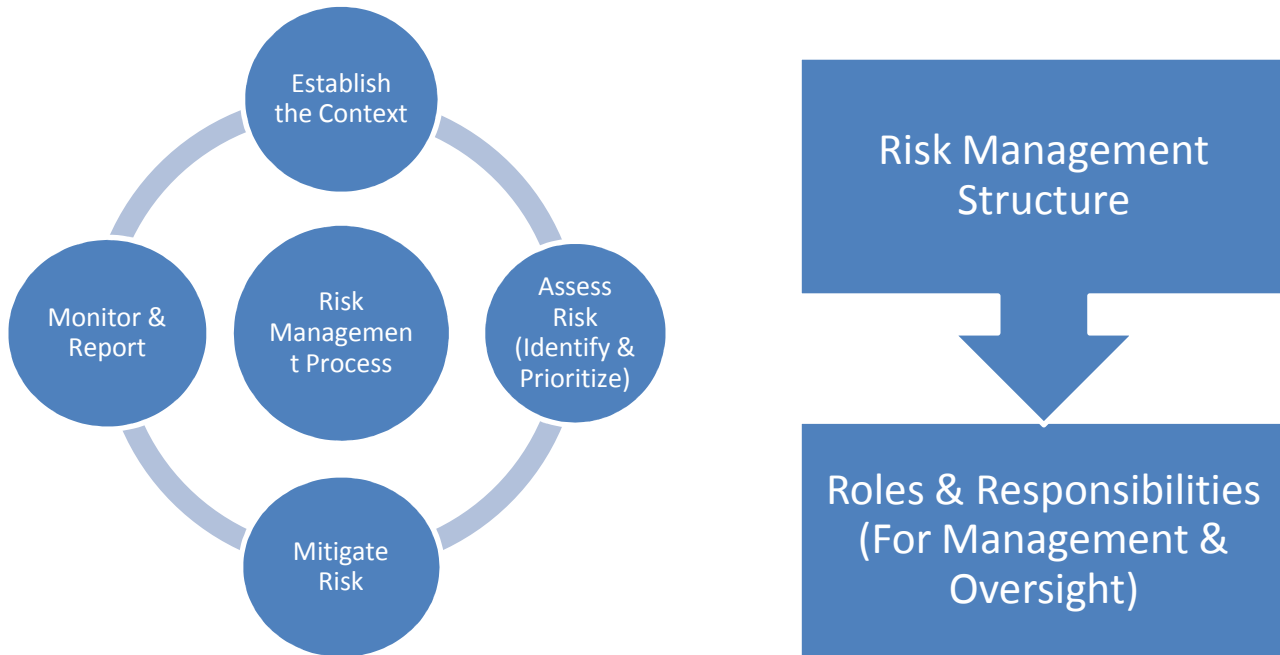 Establish
the Context
Assess
Risk
(Identify &
Prioritize)
Mitigate
Risk
Monitor &
Report
Risk
Managemen
t Process
Risk Management
Structure
Roles & Responsibilities
(For Management &
Oversight)